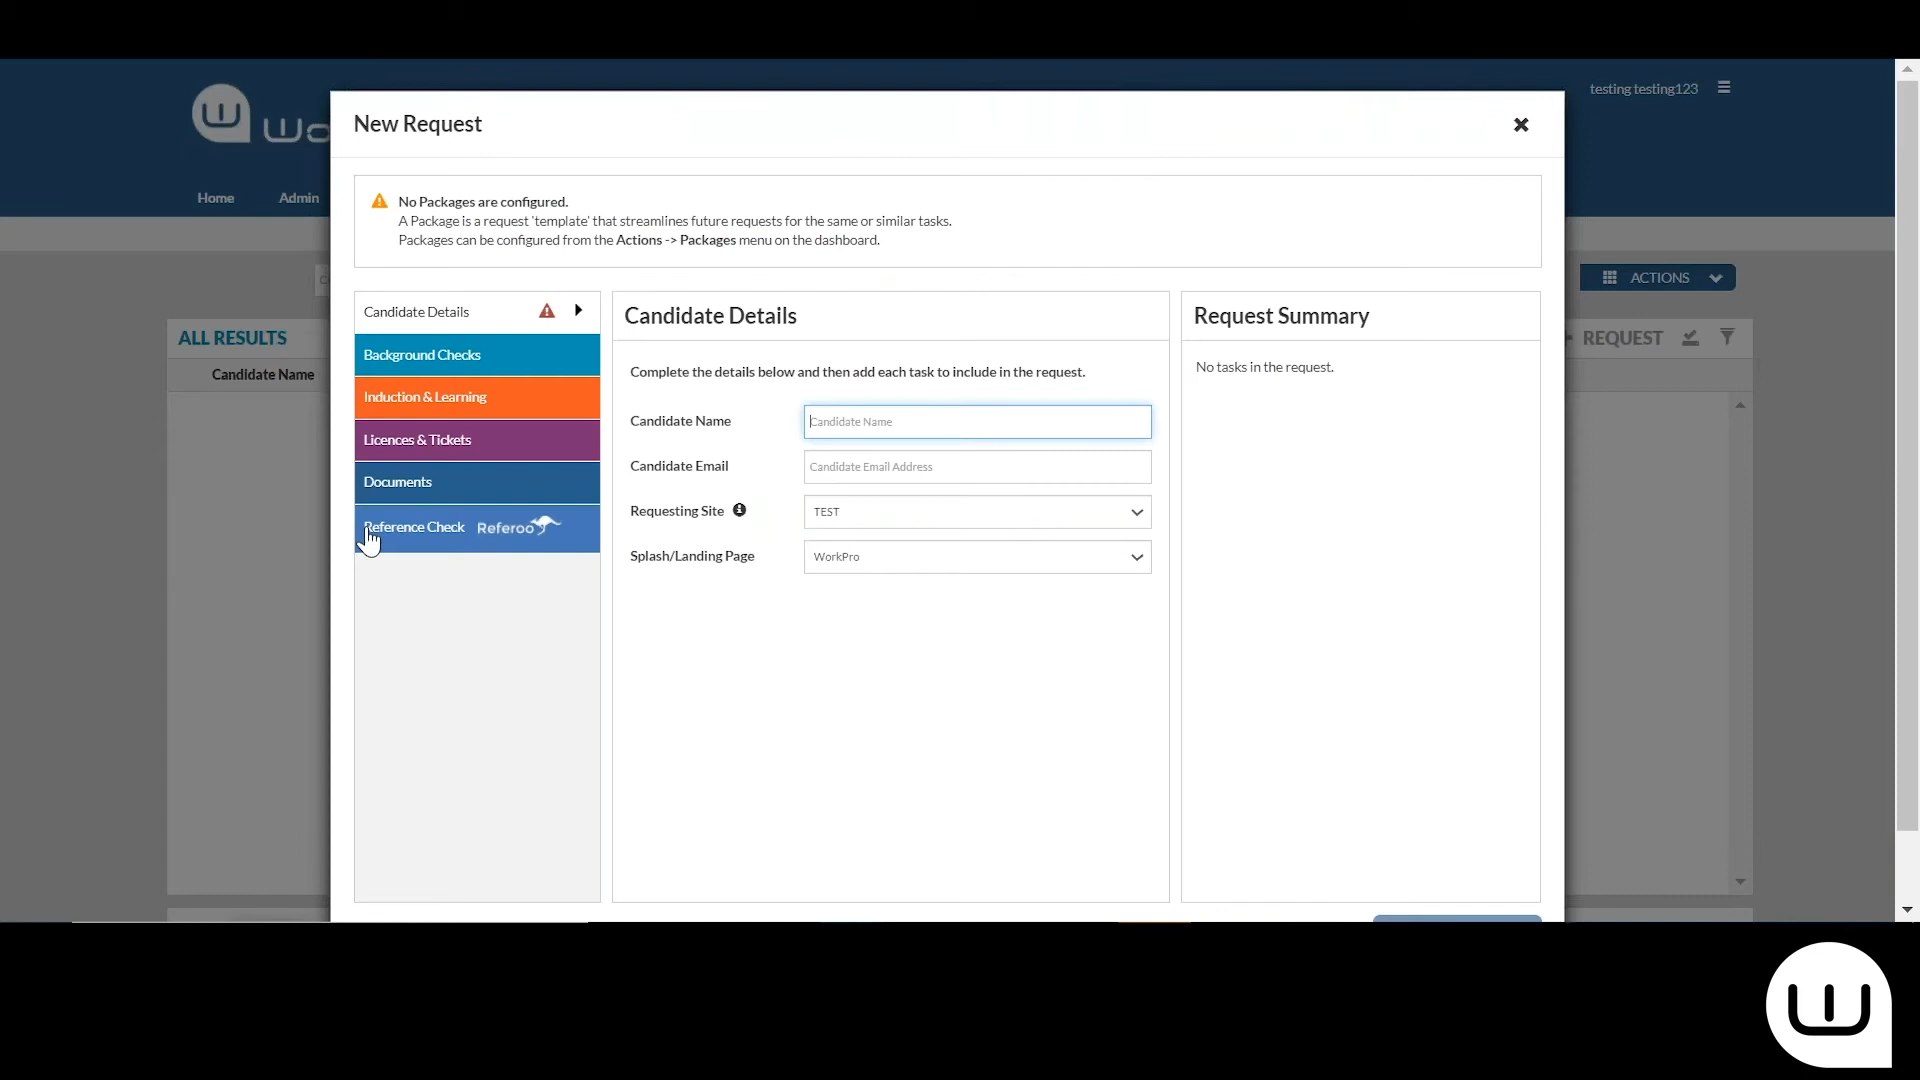 testing testing123
Wo
New Request
Home
Admin
No Packages are configured.
A Package is a request 'template' that streamlines future requests for the same or similar tasks.
Packages can be configured from the Actions -> Packages menu on the dashboard.
ACTIONS
Candidate Details
Background Checks
Induction & Learning
Licences & Tickets
Documents
Reference Check Referoo
Candidate Details
Complete the details below and then add each task to include in the request.
Candidate Name
Candidate Name
Candidate Email
Candidate Email Address
Requesting Site
TEST
Splash/Landing Page
WorkPro
Request Summary
No tasks in the request.
ALL RESULTS
REQUEST
Candidate Name